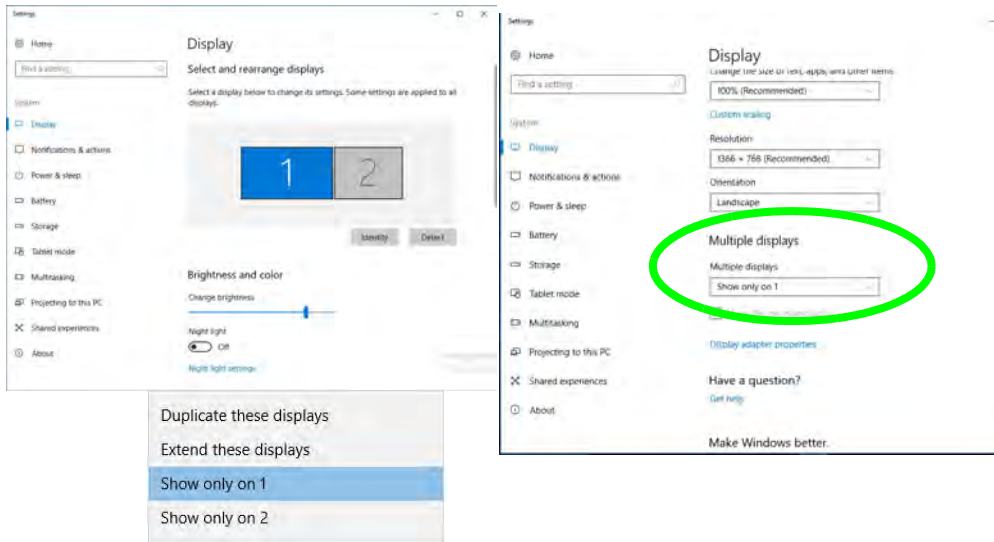 Settings
Home
Find a setting
System
Display
Notifications & actions
Power & sleep
Battery
Storage
Tablet mode
Multitasking
Projecting to this PC
Shared experiences
About
Display
Select and rearrange displays
Select a display below to change its settings. Some settings are applied to all
displays.
1 2
Identify Detect
Brightness and color
Change brightness
Night light
Off
Night light settings
Settings
Home
Find a setting
System
Display
Notifications & actions
Power & sleep
Battery
Storage
Tablet mode
Multitasking
Projecting to this PC
Shared experiences
About
Display
Change the size of text, apps, and other items
100% (Recommended)
Custom scaling
Resolution
1366 × 768 (Recommended)
Orientation
Landscape
Multiple displays
Multiple displays
Show only on 1
Display adapter properties
Have a question?
Get help
Make Windows better.
Duplicate these displays
Extend these displays
Show only on 1
Show only on 2